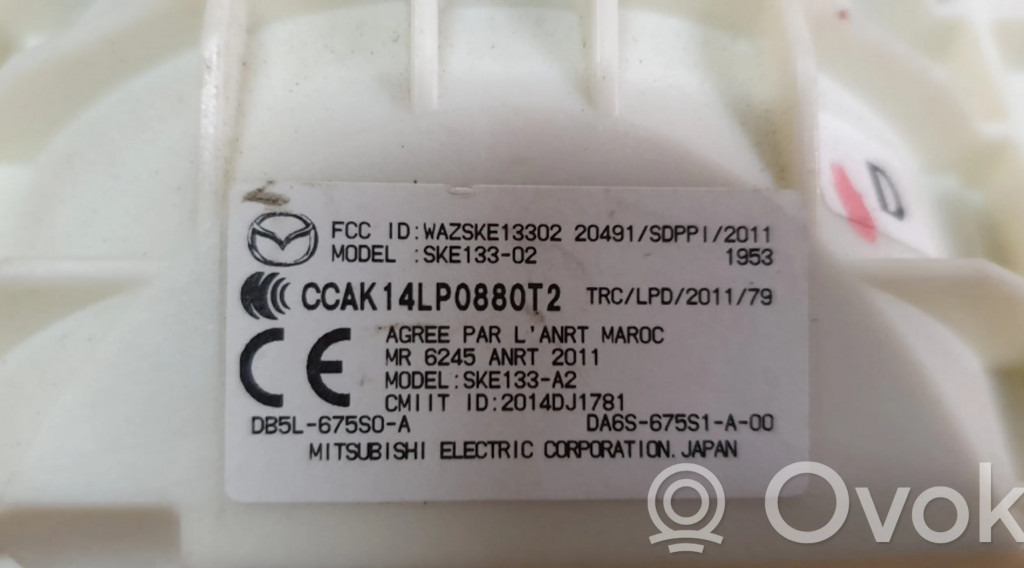 D
FCC ID:WAZSKE13302 20491/SDPPI/2011
MODEL :SKE133-02 1953
CCAK14LP0880T2 TRC/LPD/2011/79
CE AGREE PAR L'ANRT MAROC
MR 6245 ANRT 2011
MODEL:SKE133-A2
CMIIT ID:2014DJ1781
DB5L-675S0-A DA6S-675S1-A-00
MITSUBISHI ELECTRIC CORPORATION. JAPAN
Ovok